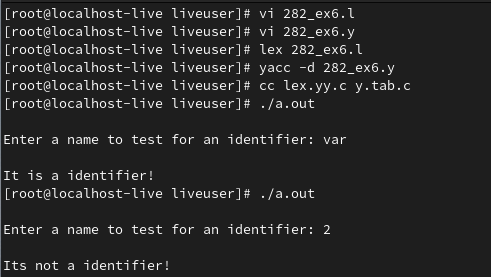 [root@localhost-live liveuser]# vi 282_ex6.l
[root@localhost-live liveuser]# vi 282_ex6.y
[root@localhost-live liveuser]# lex 282_ex6.l
[root@localhost-live liveuser]# yacc -d 282_ex6.y
[root@localhost-live liveuser]# cc lex.yy.c y.tab.c
[root@localhost-live liveuser]# ./a.out
Enter a name to test for an identifier: var
It is a identifier!
[root@localhost-live liveuser]# ./a.out
Enter a name to test for an identifier: 2
Its not a identifier!